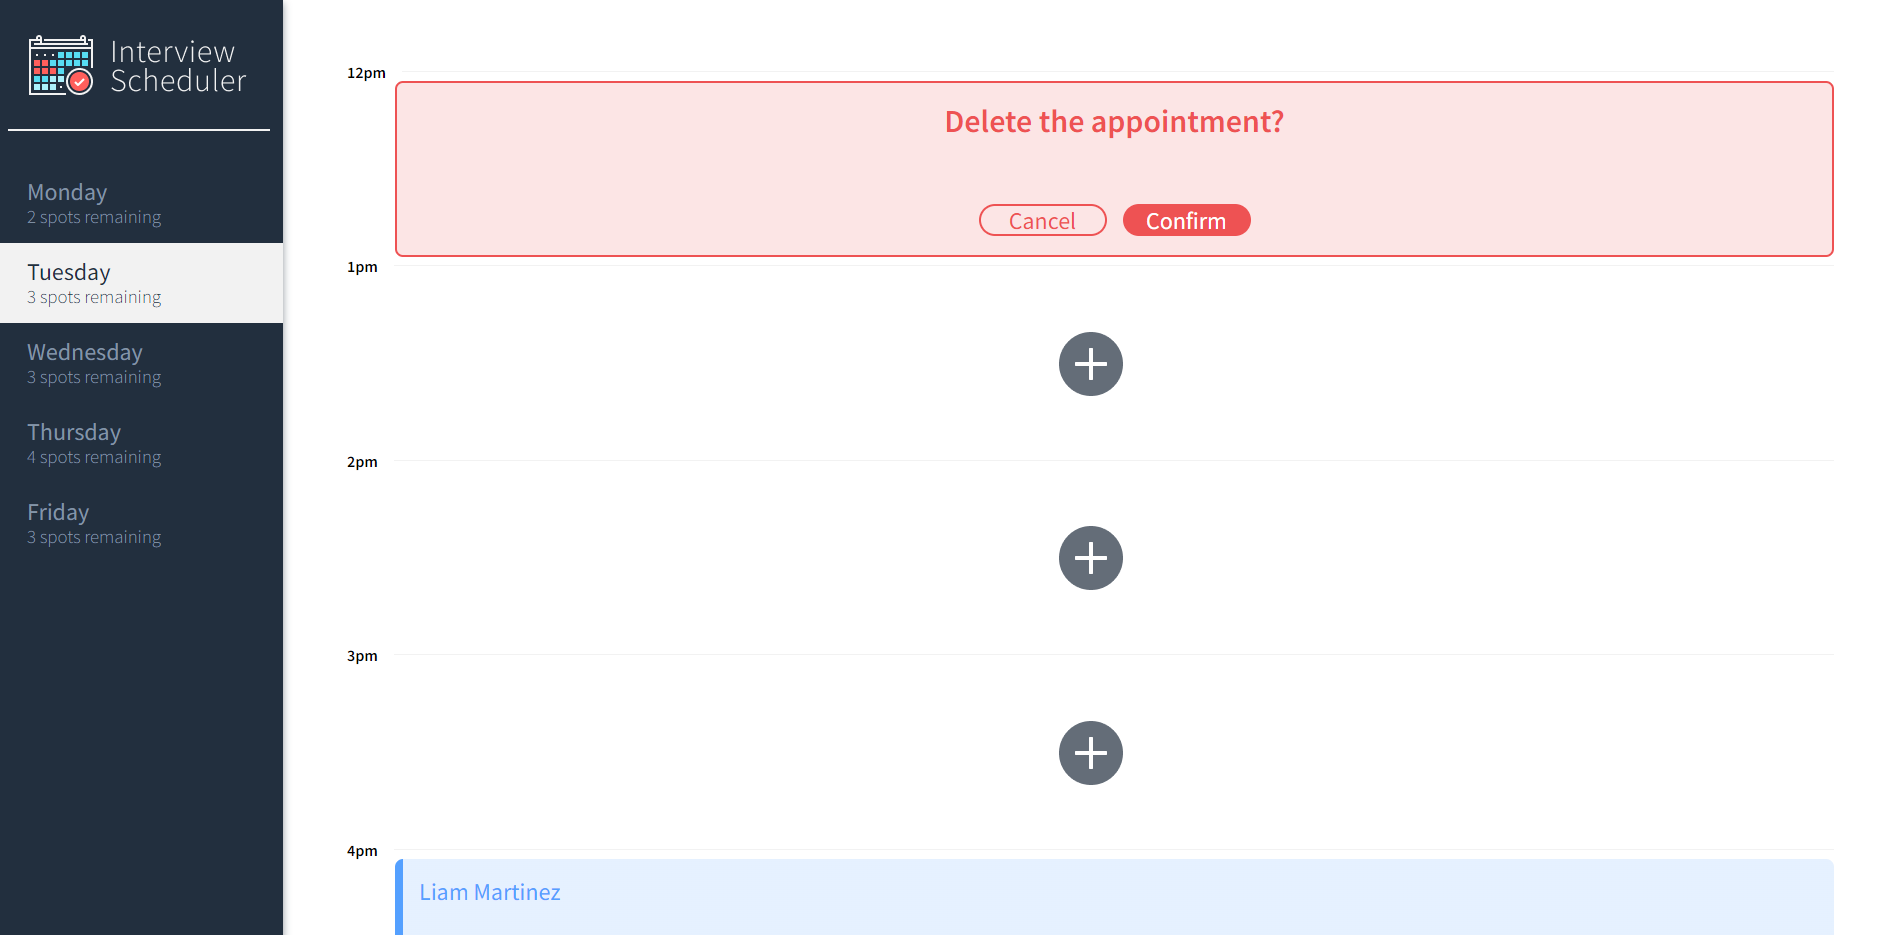 Interview
Scheduler
Monday
2 spots remaining
Tuesday
3 spots remaining
Wednesday
3 spots remaining
Thursday
4 spots remaining
Friday
3 spots remaining
12pm
Delete the appointment?
Cancel Confirm
1pm
2pm
3pm
4pm
Liam Martinez